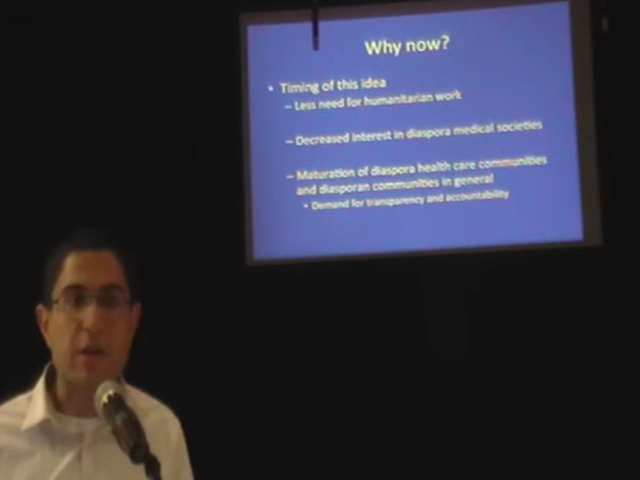 Why now?
• Timing of this idea
– Less need for humanitarian work
– Decreased interest in diaspora medical societies
– Maturation of diaspora health care communities
and diasporan communities in general
• Demand for transparency and accountability